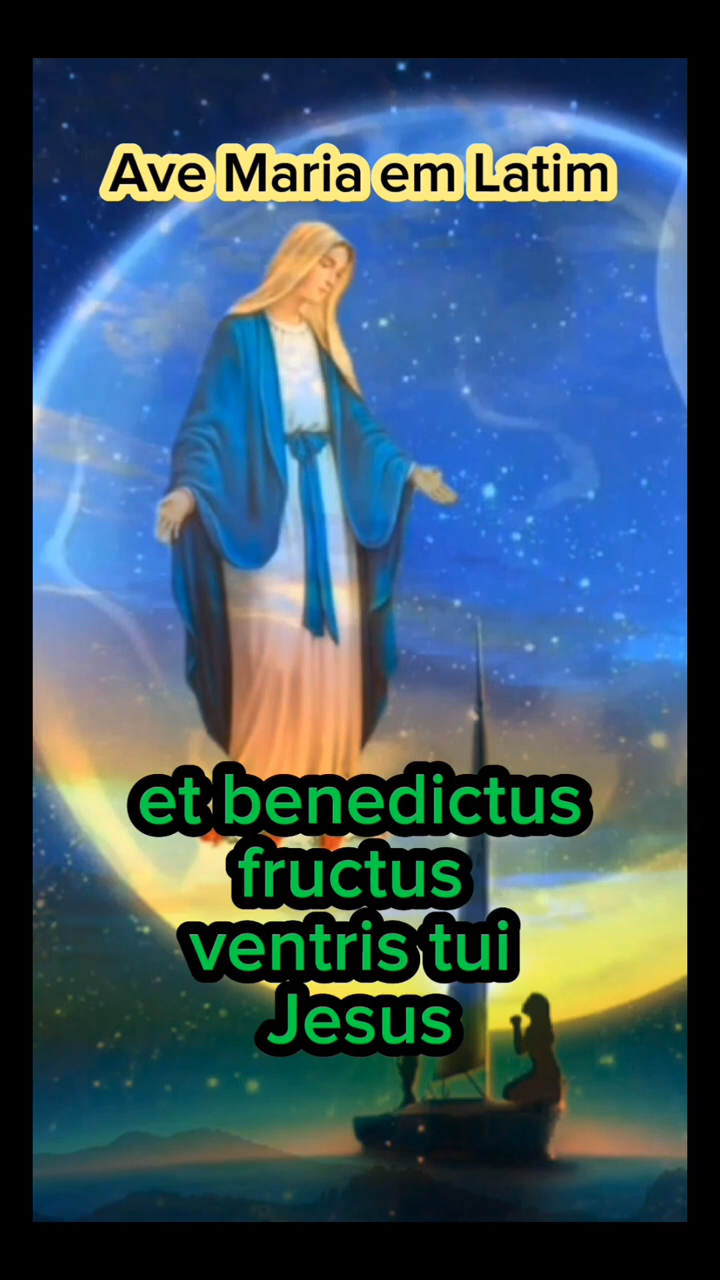 Ave Maria em Latim
et benedictus
fructus
ventris tui
Jesus